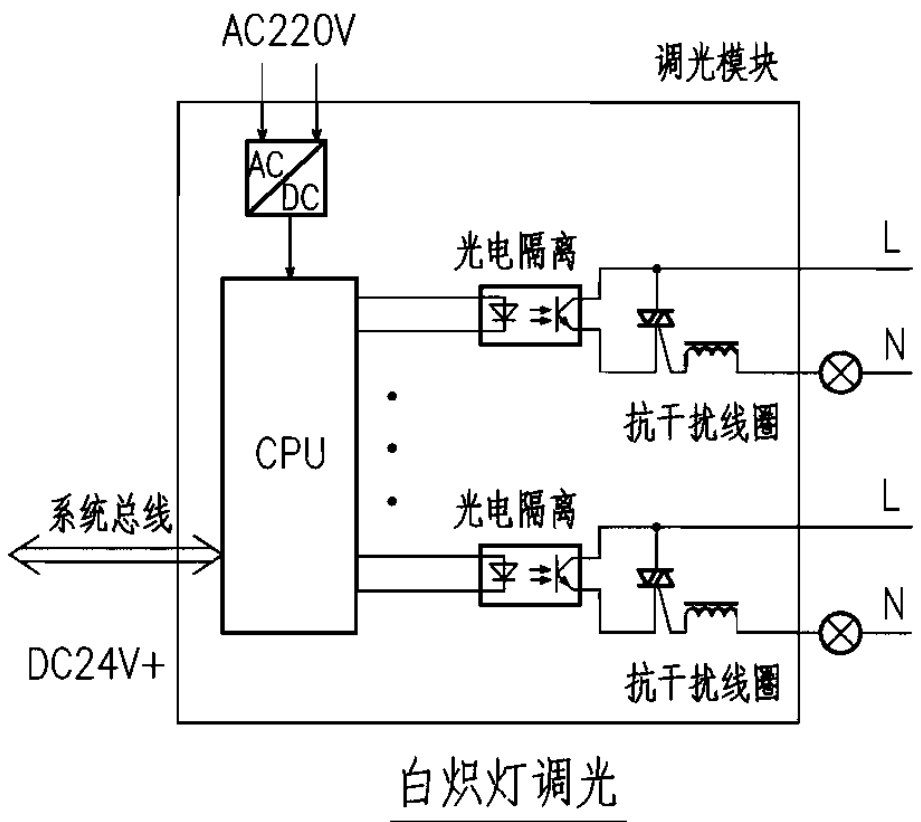 AC220V
调光模块
AC
DC
光电隔离
L
N
抗干扰线圈
CPU
系统总线
光电隔离
L
N
DC24V+
抗干扰线圈
白炽灯调光